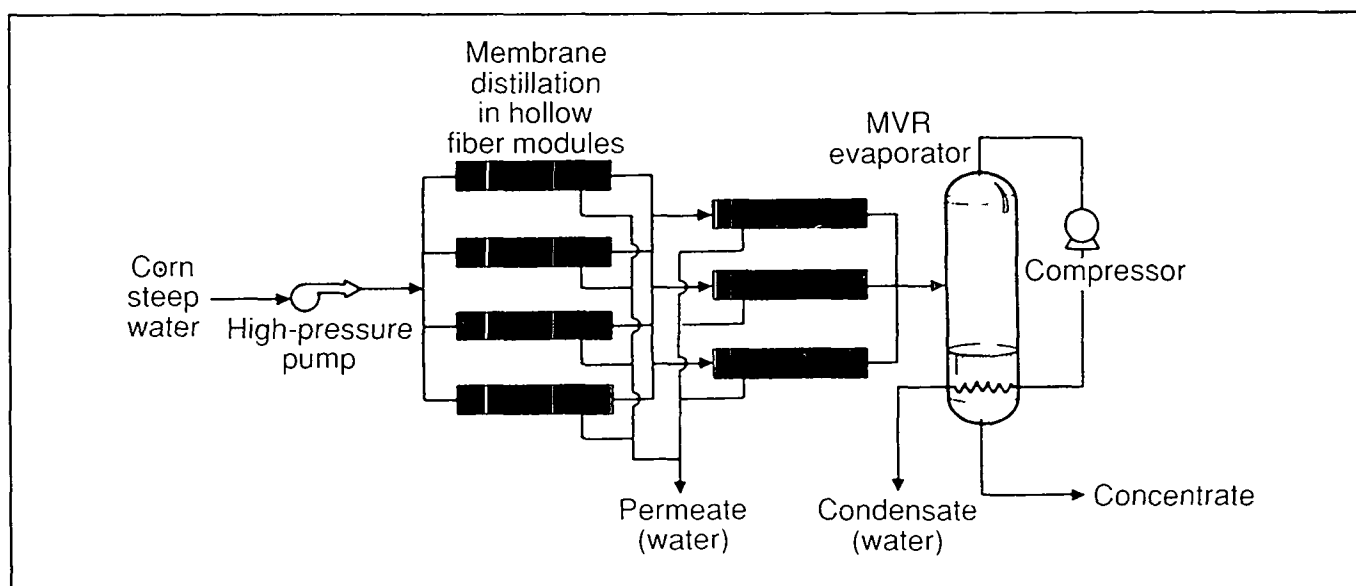 Membrane
distillation
in hollow
fiber modules
MVR
evaporator
Corn
steep
water
High-pressure
pump
Compressor
Permeate
(water)
Condensate
(water)
Concentrate